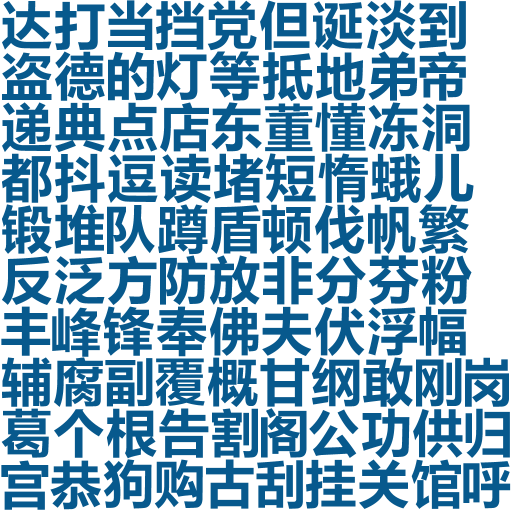 达打当挡党但诞淡到
盗德的灯等抵地弟帝
递典点店东董懂冻洞
都抖逗读堵短惰蛾儿
锻堆队蹲盾顿伐帆繁
反泛方防放非分芬粉
丰峰锋奉佛夫伏浮幅
辅腐副覆概甘纲敢刚岗
葛个根告割阁公功供归
宫恭狗购古刮挂关馆呼